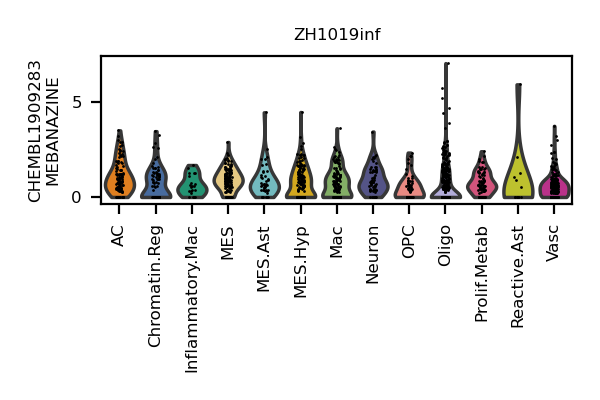 ZH1019inf
CHEMBL1909283
MEBANAZINE
5
0
AC
Chromatin.Reg
Inflammatory.Mac
MES
MES.Ast
MES.Hyp
Mac
Neuron
OPC
Oligo
Prolif.Metab
Reactive.Ast
Vasc